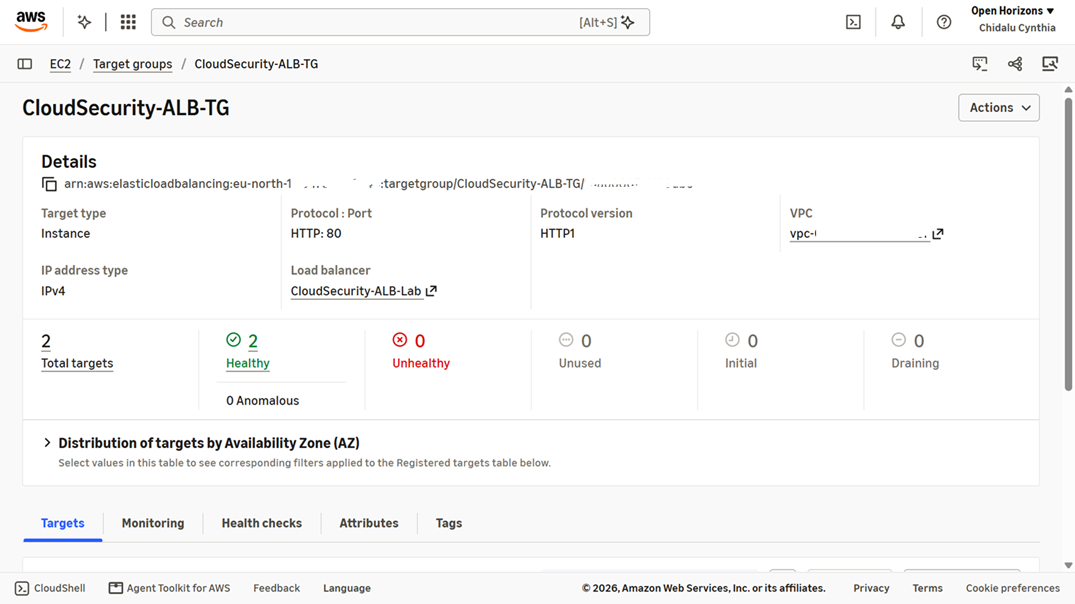 aws
Search [Alt+S]
Open Horizons
Chidalu Cynthia
EC2 / Target groups / CloudSecurity-ALB-TG
CloudSecurity-ALB-TG
Actions
Details
arn:aws:elasticloadbalancing:eu-north-1 :targetgroup/CloudSecurity-ALB-TG/
Target type
Instance
Protocol : Port
HTTP: 80
Protocol version
HTTP1
VPC
vpc-
IP address type
IPv4
Load balancer
CloudSecurity-ALB-Lab
2
Total targets
2
Healthy
0 Anomalous
0
Unhealthy
0
Unused
0
Initial
0
Draining
Distribution of targets by Availability Zone (AZ)
Select values in this table to see corresponding filters applied to the Registered targets table below.
Targets Monitoring Health checks Attributes Tags
CloudShell Agent Toolkit for AWS Feedback Language © 2026, Amazon Web Services, Inc. or its affiliates. Privacy Terms Cookie preferences